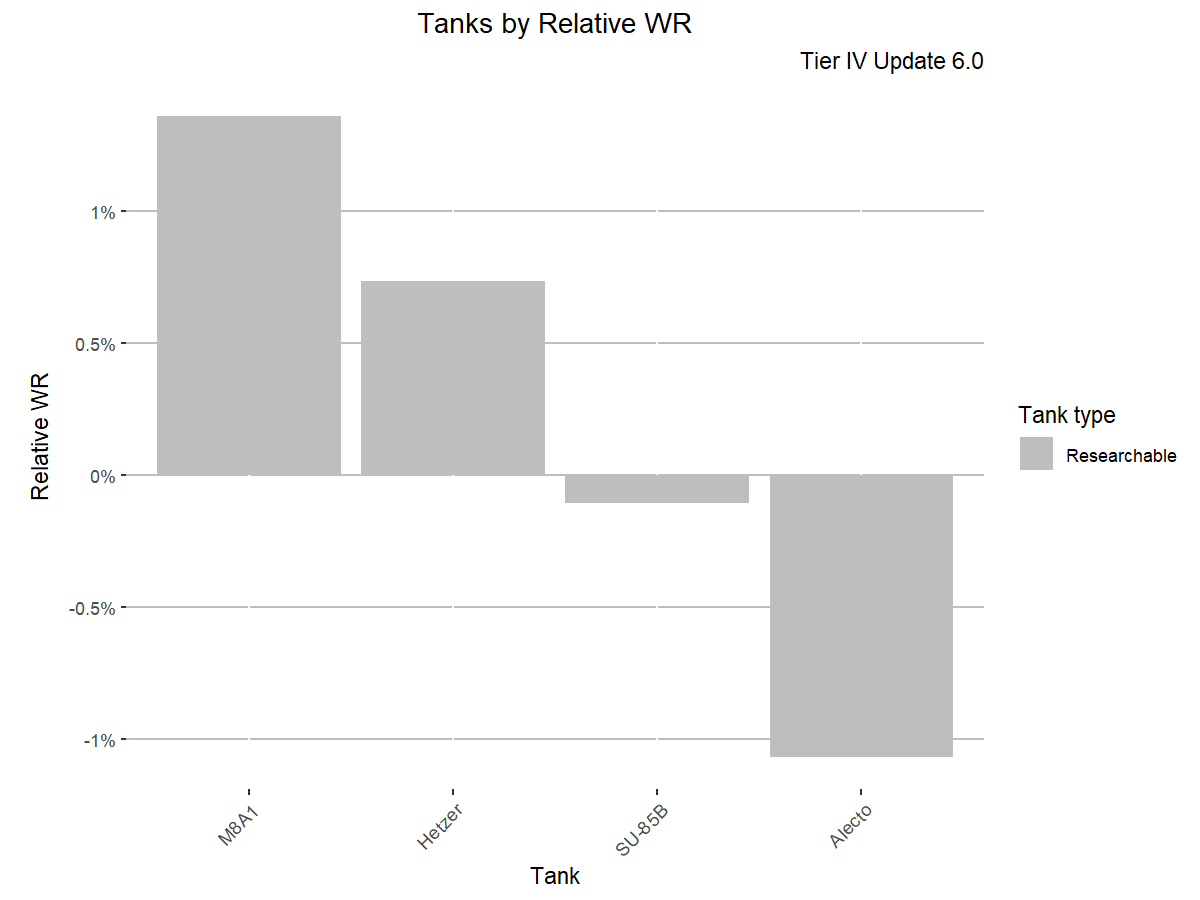 Tanks by Relative WR
Tier IV Update 6.0
Relative WR
1%
0.5%
0%
-0.5%
-1%
M8A1
Hetzer
SU-85B
Alecto
Tank
Tank type
Researchable